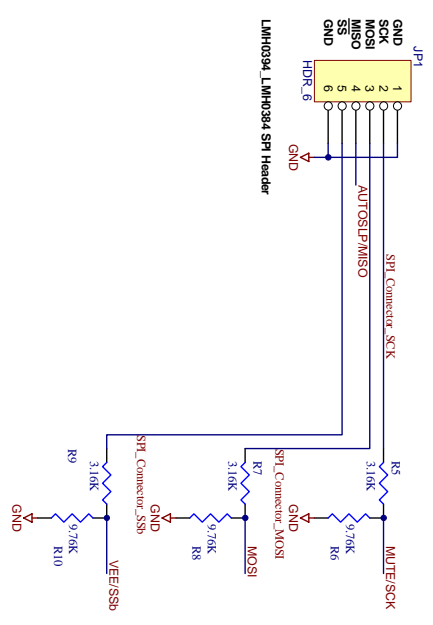 JP1
GND
SCK
MOSI
MISO
SS
GND
1
2
3
4
5
6
HDR_6
LMH0394_LMH0384 SPI Header
GND
AUTOSLP/MISO
SPI_Connector_SCK
R5
3.16K
R6
9.76K
GND
MUTE/SCK
SPI_Connector_MOSI
R7
3.16K
R8
9.76K
GND
MOSI
SPI_Connector_SSb
R9
3.16K
R10
9.76K
GND
VEE/SSb